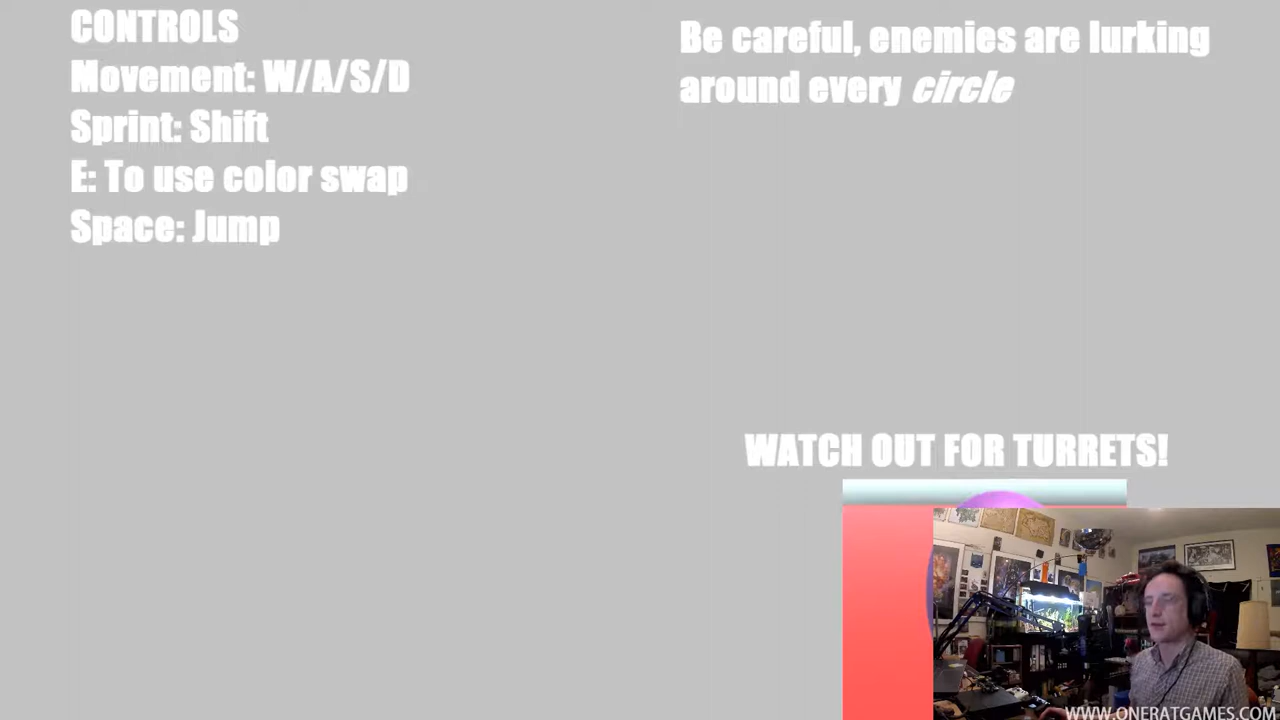 CONTROLS
Movement: W/A/S/D
Sprint: Shift
E: To use color swap
Space: Jump
Be careful, enemies are lurking
around every circle
WATCH OUT FOR TURRETS!
WWW.ONERATGAMES.COM